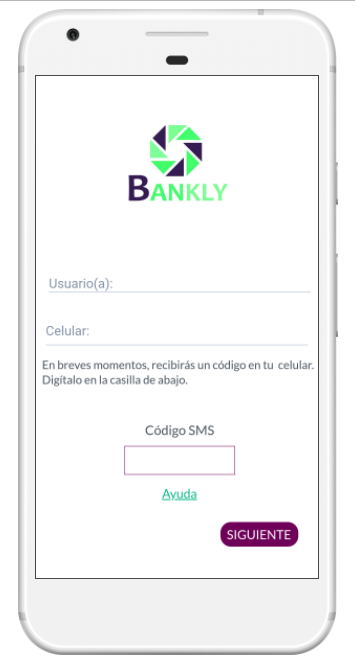 BANKLY
Usuario(a):
Celular:
En breves momentos, recibirás un código en tu celular.
Digítalo en la casilla de abajo.
Código SMS
Ayuda
SIGUIENTE